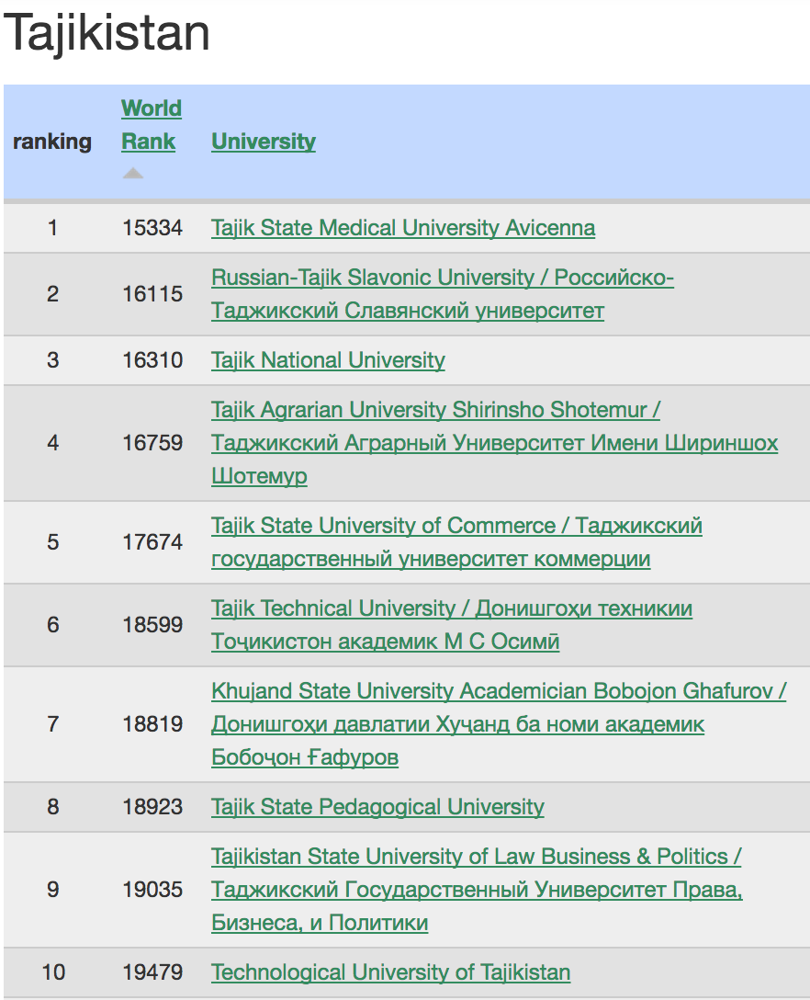 Tajikistan
World
ranking Rank University
1 15334 Tajik State Medical University Avicenna
Russian-Tajik Slavonic University / Российско-
2 16115
Таджикский Славянский университет
3 16310 Tajik National University
Tajik Agrarian University Shirinsho Shotemur /
4 16759 Таджикский Аграрный Университет Имени Шириншох
Шотемур
Tajik State University of Commerce / Таджикский
5 17674
государственный университет коммерции
Tajik Technical University / Донишгоҳи техникии
6 18599
Тоҷикистон академик М С Осимӣ
Khujand State University Academician Bobojon Ghafurov /
7 18819 Донишгоҳи давлатии Хуҷанд ба номи академик
Бобоҷон Ғафуров
8 18923 Tajik State Pedagogical University
Tajikistan State University of Law Business & Politics /
9 19035 Таджикский Государственный Университет Права,
Бизнеса, и Политики
10 19479 Technological University of Tajikistan